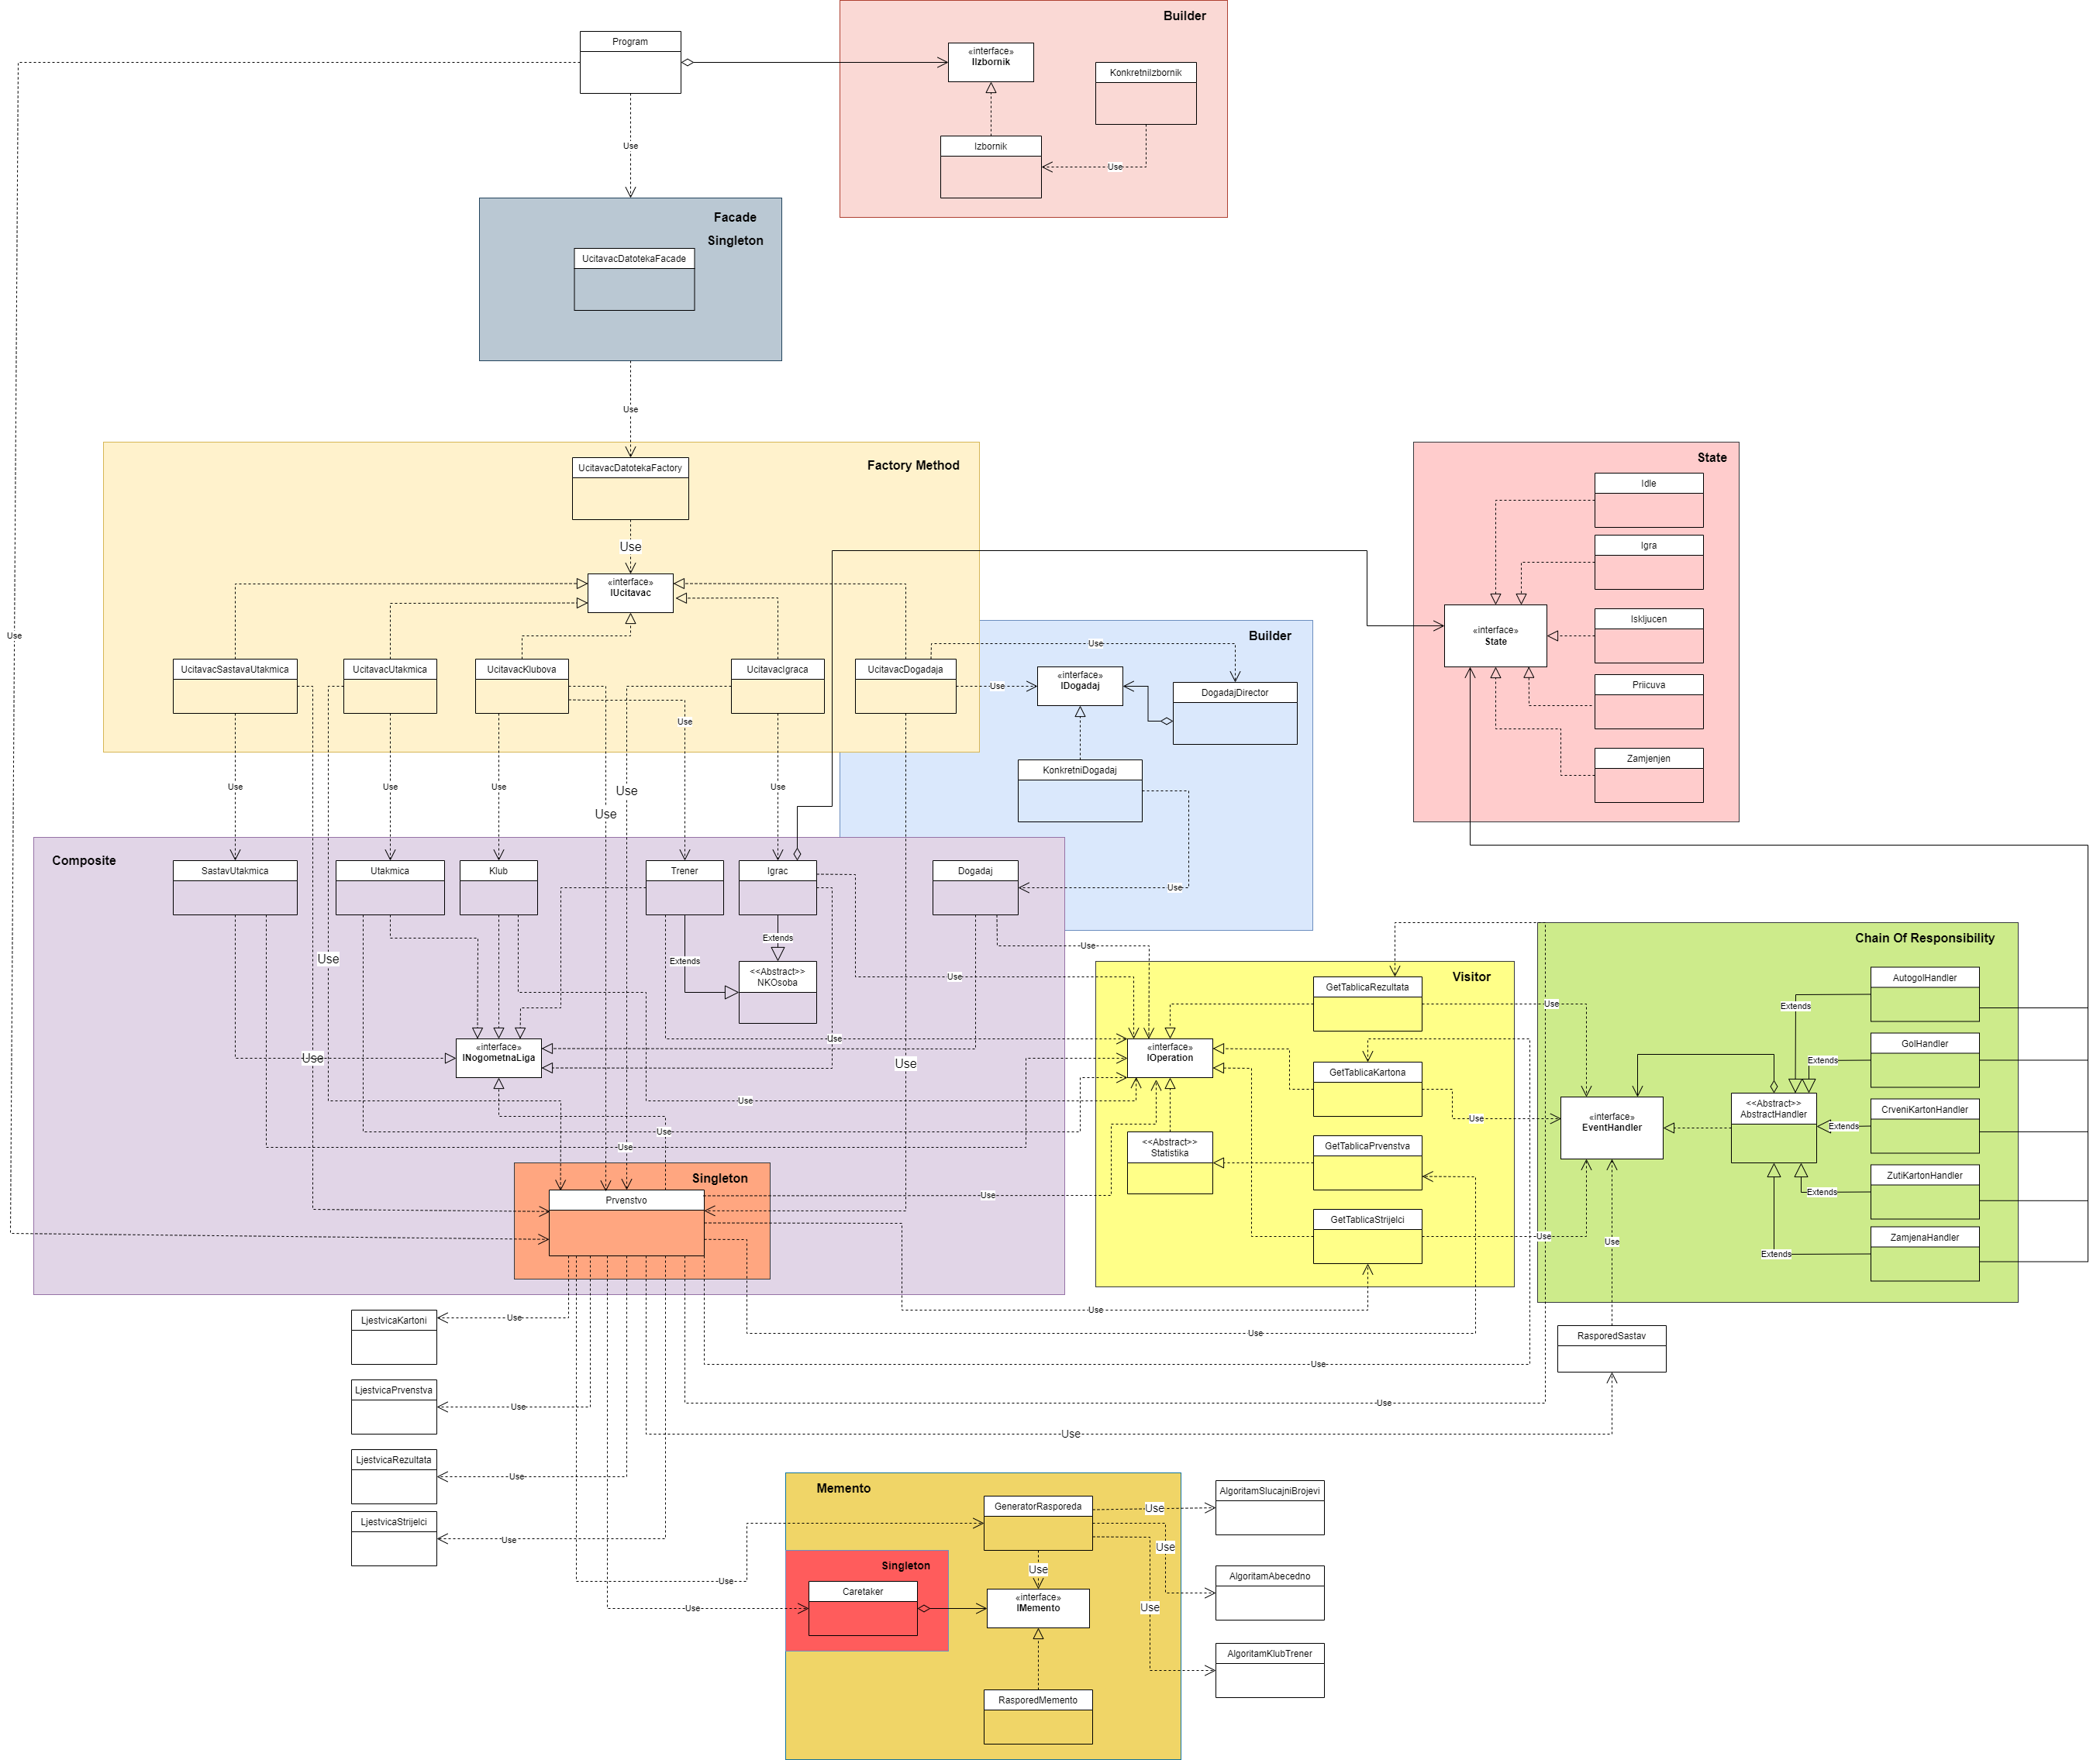 Builder
Program
«interface»
IIzbornik
KonkretniIzbornik
Izbornik
Use
Use
Facade
Singleton
UcitavacDatotekaFacade
Use
Factory Method
UcitavacDatotekaFactory
Use
«interface»
IUcitavac
Use
UcitavacSastavaUtakmica
UcitavacUtakmica
UcitavacKlubova
UcitavacIgraca
UcitavacDogadaja
Use
Use
Use
Use
Use
Use
Use
Builder
Use
Use
«interface»
IDogadaj
DogadajDirector
KonkretniDogadaj
Use
State
Idle
Igra
«interface»
State
Iskljucen
Priicuva
Zamjenjen
Composite
SastavUtakmica
Utakmica
Klub
Trener
Igrac
Dogadaj
Extends
Extends
<<Abstract>>
NKOsoba
Use
Use
Use
Use
«interface»
INogometnaLiga
Use
Use
Use
Use
Use
Use
Singleton
Prvenstvo
Use
Visitor
GetTablicaRezultata
«interface»
IOperation
GetTablicaKartona
<<Abstract>>
Statistika
GetTablicaPrvenstva
GetTablicaStrijelci
Use
Use
Use
Chain Of Responsibility
AutogolHandler
Extends
GolHandler
Extends
«interface»
EventHandler
<<Abstract>>
AbstractHandler
CrveniKartonHandler
Extends
ZutiKartonHandler
Extends
ZamjenaHandler
Extends
Use
RasporedSastav
LjestvicaKartoni
Use
Use
Use
Use
LjestvicaPrvenstva
Use
Use
Use
LjestvicaRezultata
Use
LjestvicaStrijelci
Use
Memento
GeneratorRasporeda
Use
AlgoritamSlucajniBrojevi
Use
Singleton
Caretaker
Use
Use
Use
«interface»
IMemento
AlgoritamAbecedno
Use
AlgoritamKlubTrener
RasporedMemento